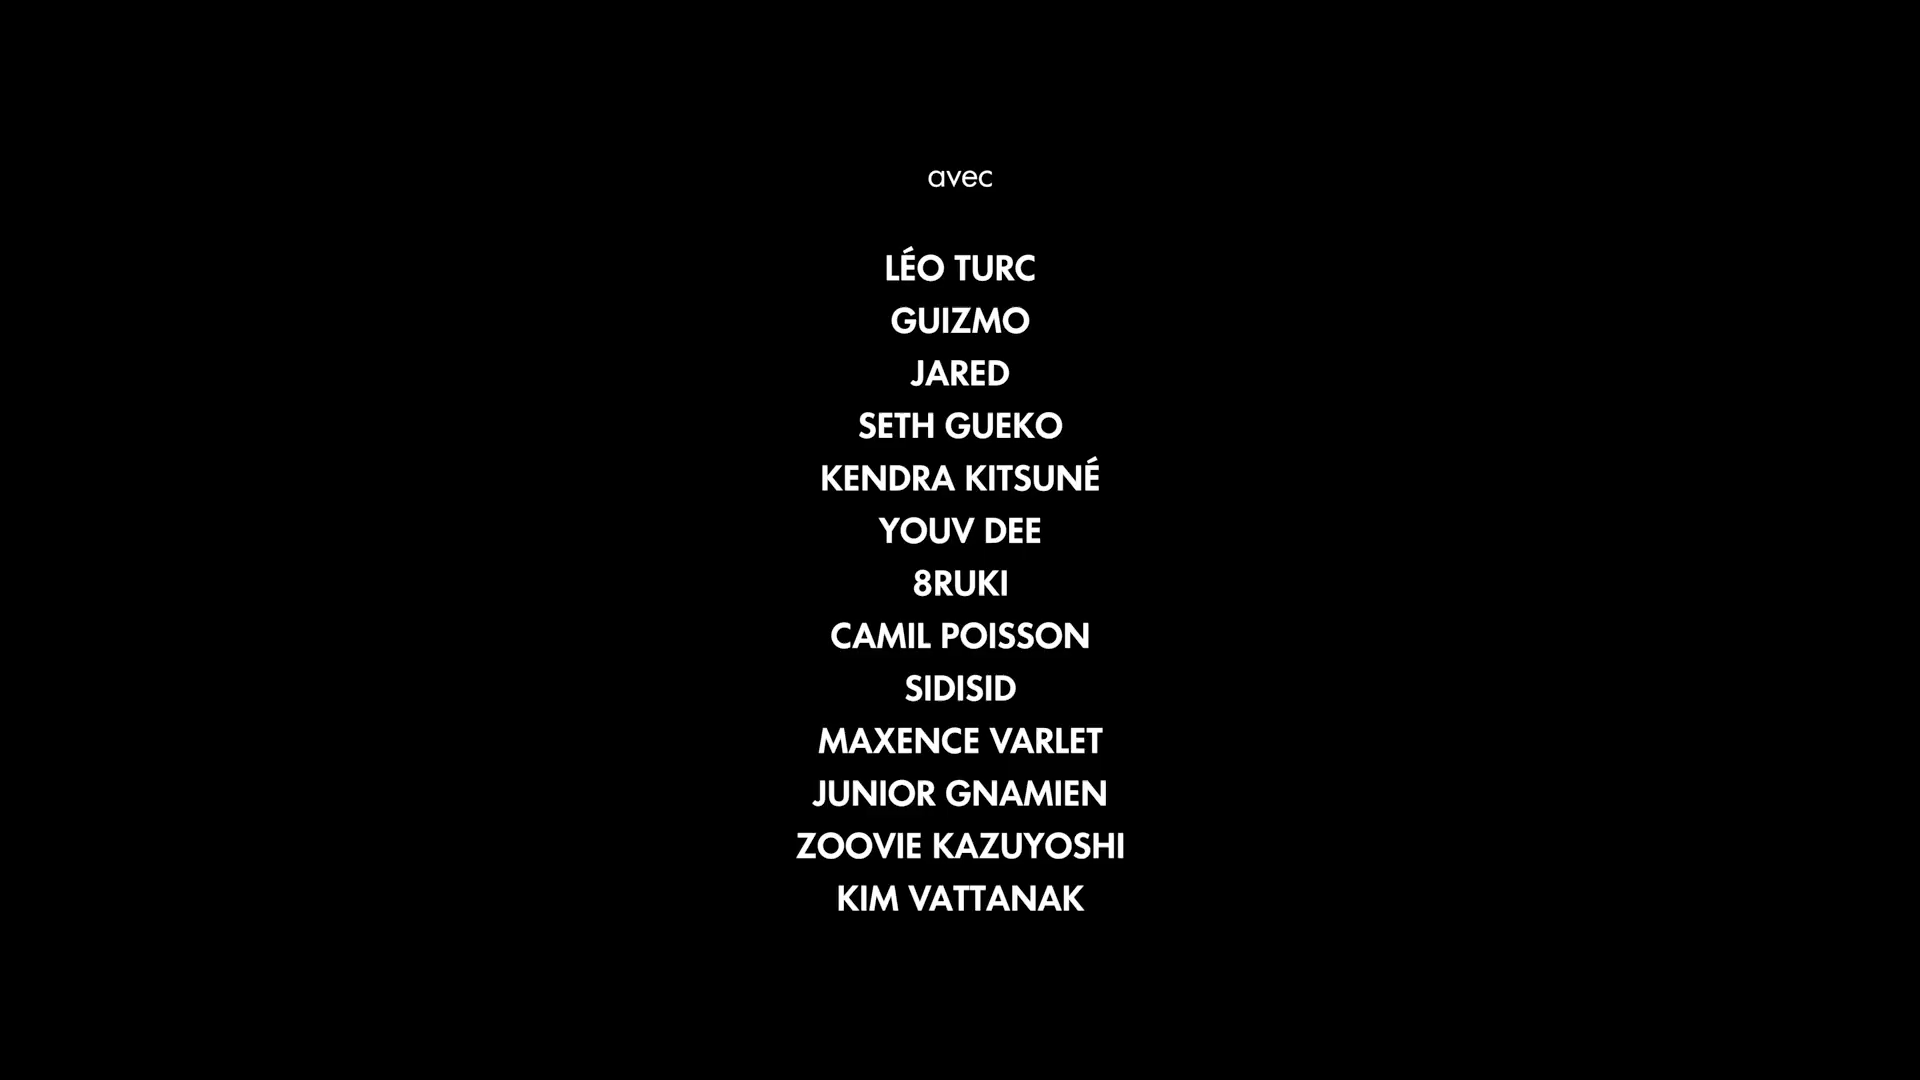 avec
LÉO TURC
GUIZMO
JARED
SETH GUEKO
KENDRA KITSUNÉ
YOUV DEE
8RUKI
CAMIL POISSON
SIDISID
MAXENCE VARLET
JUNIOR GNAMIEN
ZOOVIE KAZUYOSHI
KIM VATTANAK